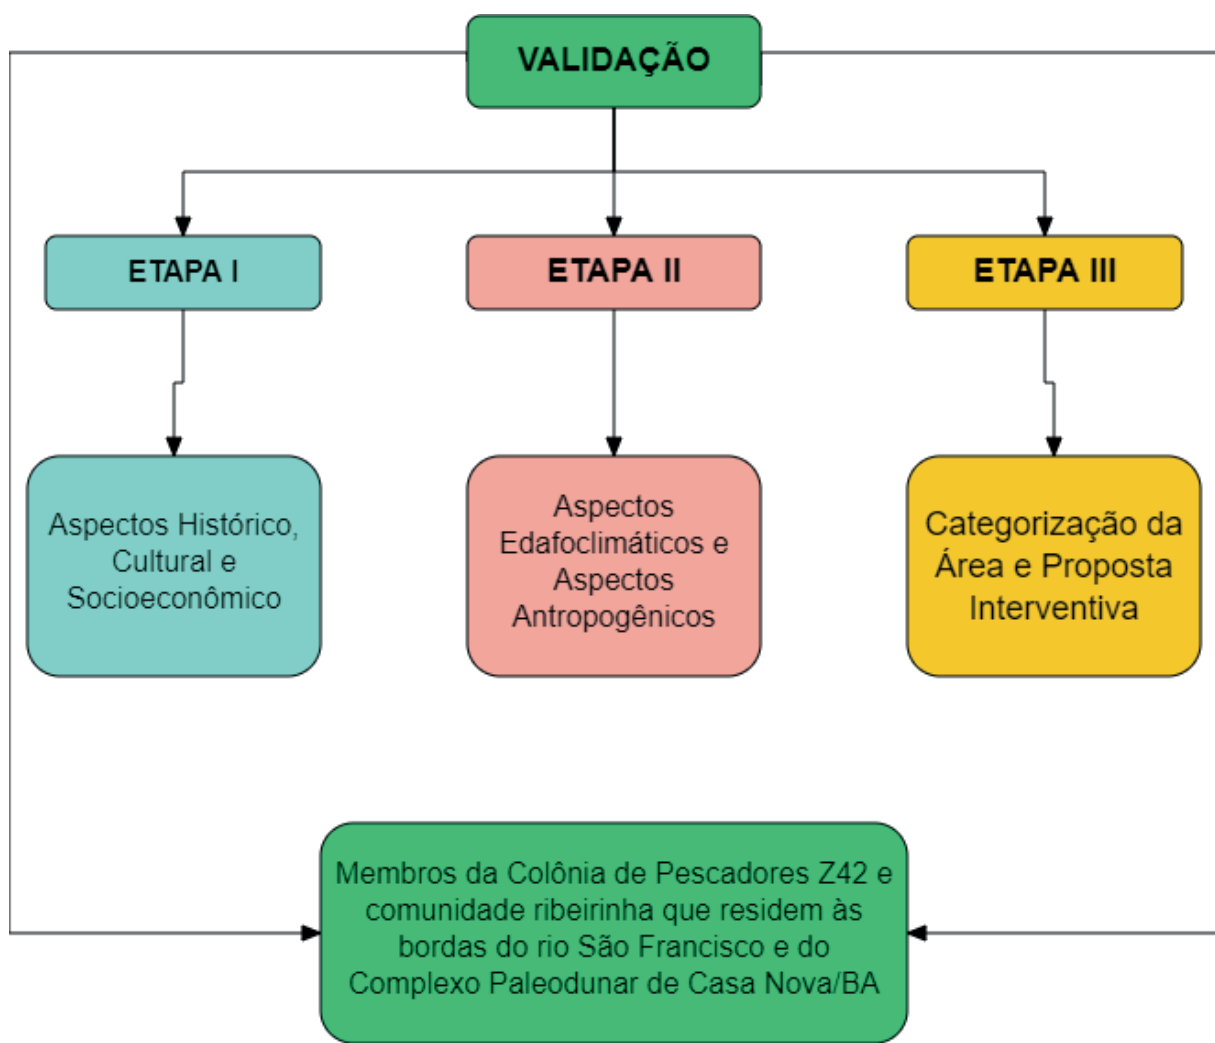 VALIDAÇÃO
ETAPA I
ETAPA II
ETAPA III
Aspectos Histórico,
Cultural e
Socioeconômico
Aspectos
Edafoclimáticos e
Aspectos
Antropogênicos
Categorização da
Área e Proposta
Interventiva
Membros da Colônia de Pescadores Z42 e
comunidade ribeirinha que residem às
bordas do rio São Francisco e do
Complexo Paleodunar de Casa Nova/BA